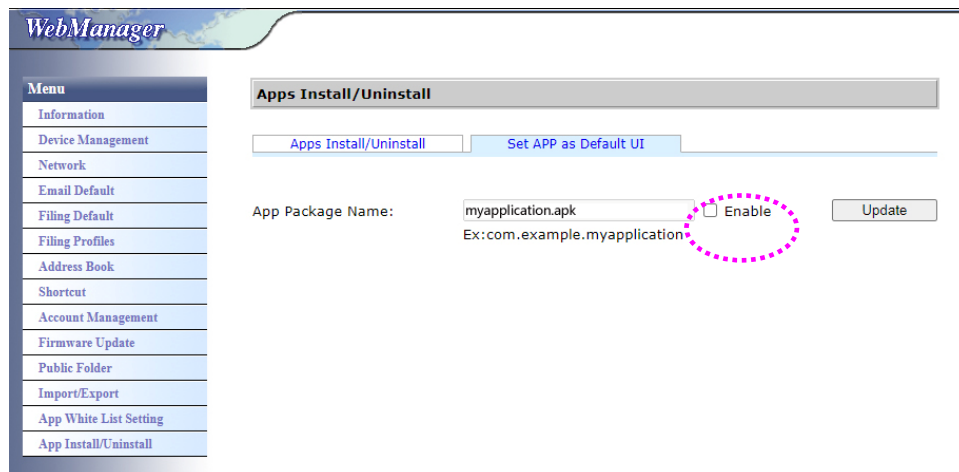 WebManager
Menu
Information
Device Management
Network
Email Default
Filing Default
Filing Profiles
Address Book
Shortcut
Account Management
Firmware Update
Public Folder
Import/Export
App White List Setting
App Install/Uninstall
Apps Install/Uninstall
Apps Install/Uninstall Set APP as Default UI
App Package Name: myapplication.apk Enable Update
Ex:com.example.myapplication